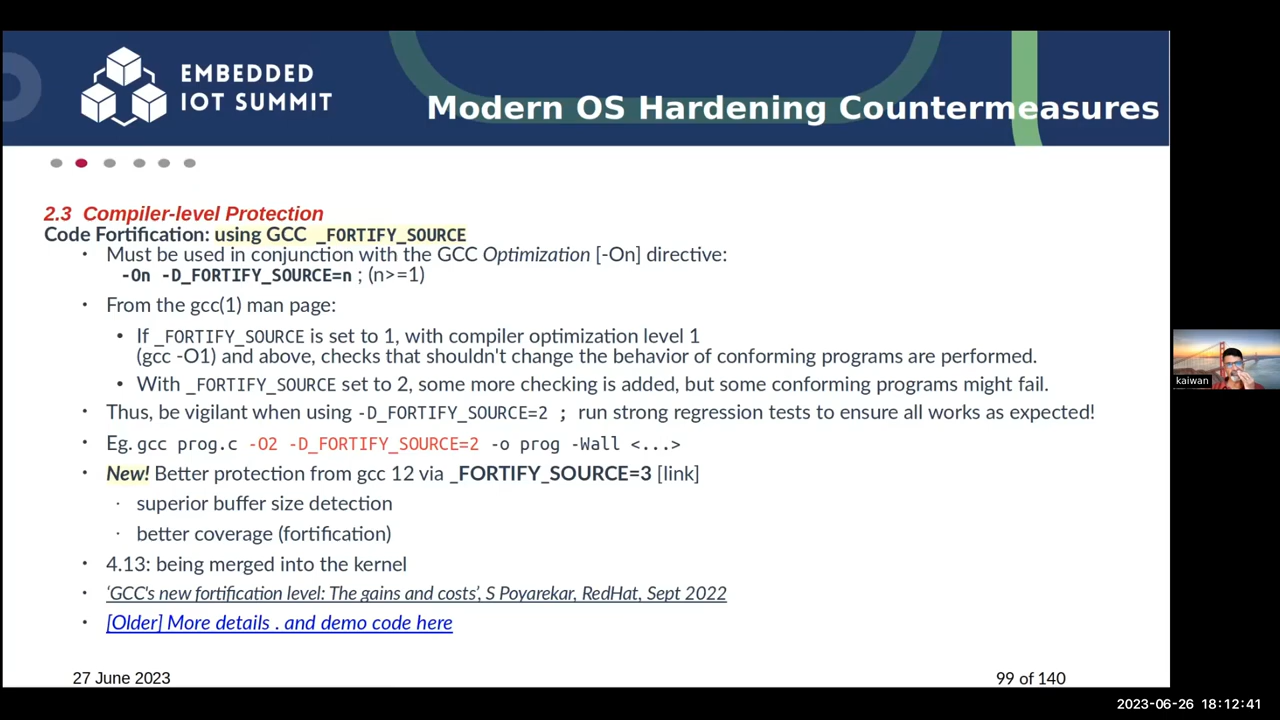 EMBEDDED
IOT SUMMIT
Modern OS Hardening Countermeasures
2.3 Compiler-level Protection
Code Fortification: using GCC _FORTIFY_SOURCE
• Must be used in conjunction with the GCC Optimization [-On] directive:
-On -D_FORTIFY_SOURCE=n ; (n>=1)
• From the gcc(1) man page:
• If _FORTIFY_SOURCE is set to 1, with compiler optimization level 1
(gcc -O1) and above, checks that shouldn't change the behavior of conforming programs are performed.
• With _FORTIFY_SOURCE set to 2, some more checking is added, but some conforming programs might fail.
• Thus, be vigilant when using -D_FORTIFY_SOURCE=2 ; run strong regression tests to ensure all works as expected!
• Eg. gcc prog.c -O2 -D_FORTIFY_SOURCE=2 -o prog -Wall <...>
• New! Better protection from gcc 12 via _FORTIFY_SOURCE=3 [link]
· superior buffer size detection
· better coverage (fortification)
• 4.13: being merged into the kernel
• ‘GCC's new fortification level: The gains and costs’, S Poyarekar, RedHat, Sept 2022
• [Older] More details . and demo code here
27 June 2023
99 of 140
kaiwan
2023-06-26 18:12:41